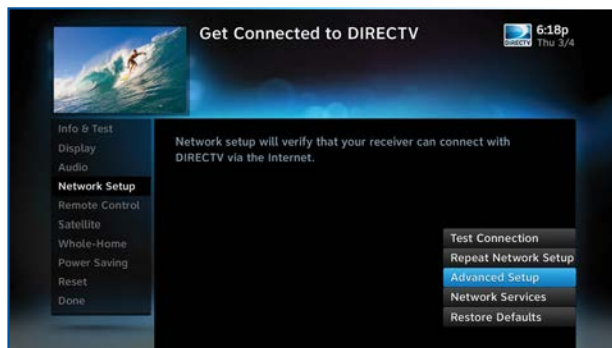 Get Connected to DIRECTV
6:18p
DIRECTV Thu 3/4
Info & Test
Display
Audio
Network Setup
Remote Control
Satellite
Whole-Home
Power Saving
Reset
Done
Network setup will verify that your receiver can connect with
DIRECTV via the Internet.
Test Connection
Repeat Network Setup
Advanced Setup
Network Services
Restore Defaults